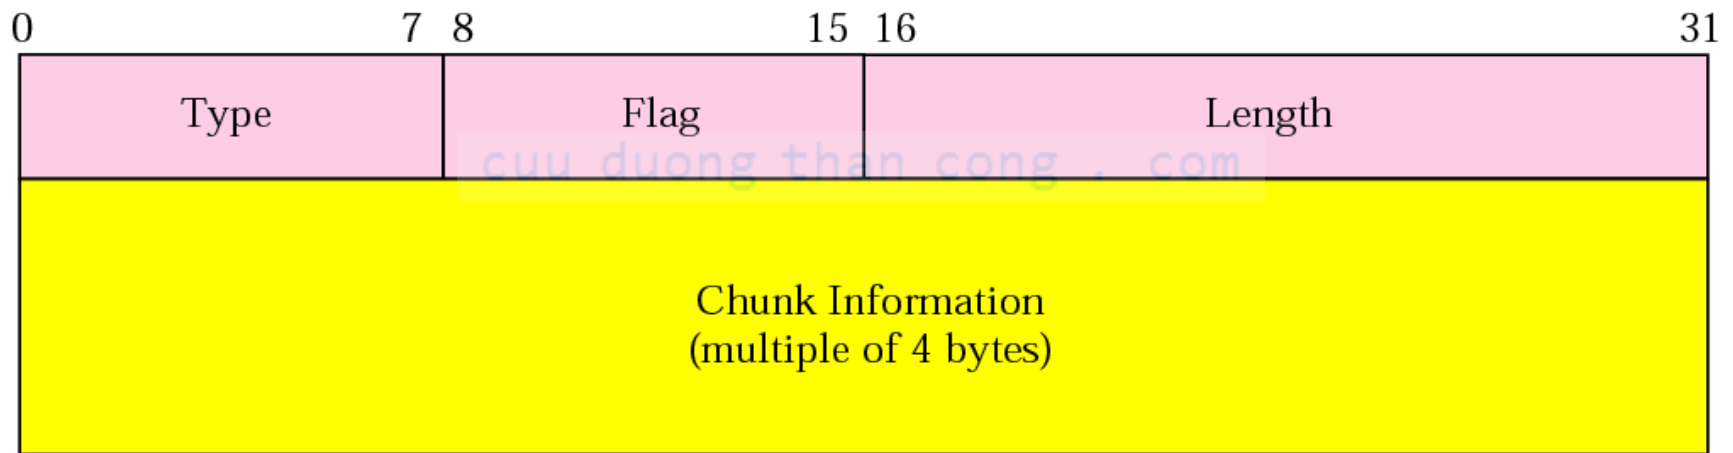 0 7 8 15 16 31
Type Flag Length
cuu duong than cong . com
Chunk Information
(multiple of 4 bytes)